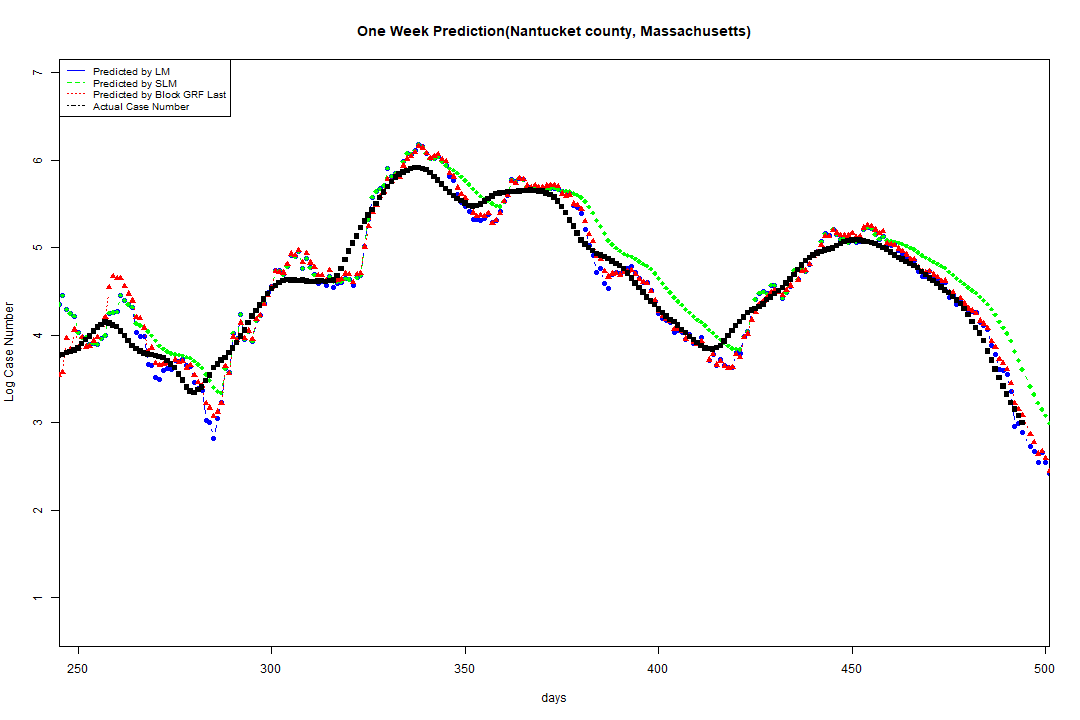 One Week Prediction(Nantucket county, Massachusetts)
Predicted by LM
Predicted by SLM
Predicted by Block GRF Last
Actual Case Number
7
6
5
4
3
2
1
Log Case Number
250 300 350 400 450 500
days